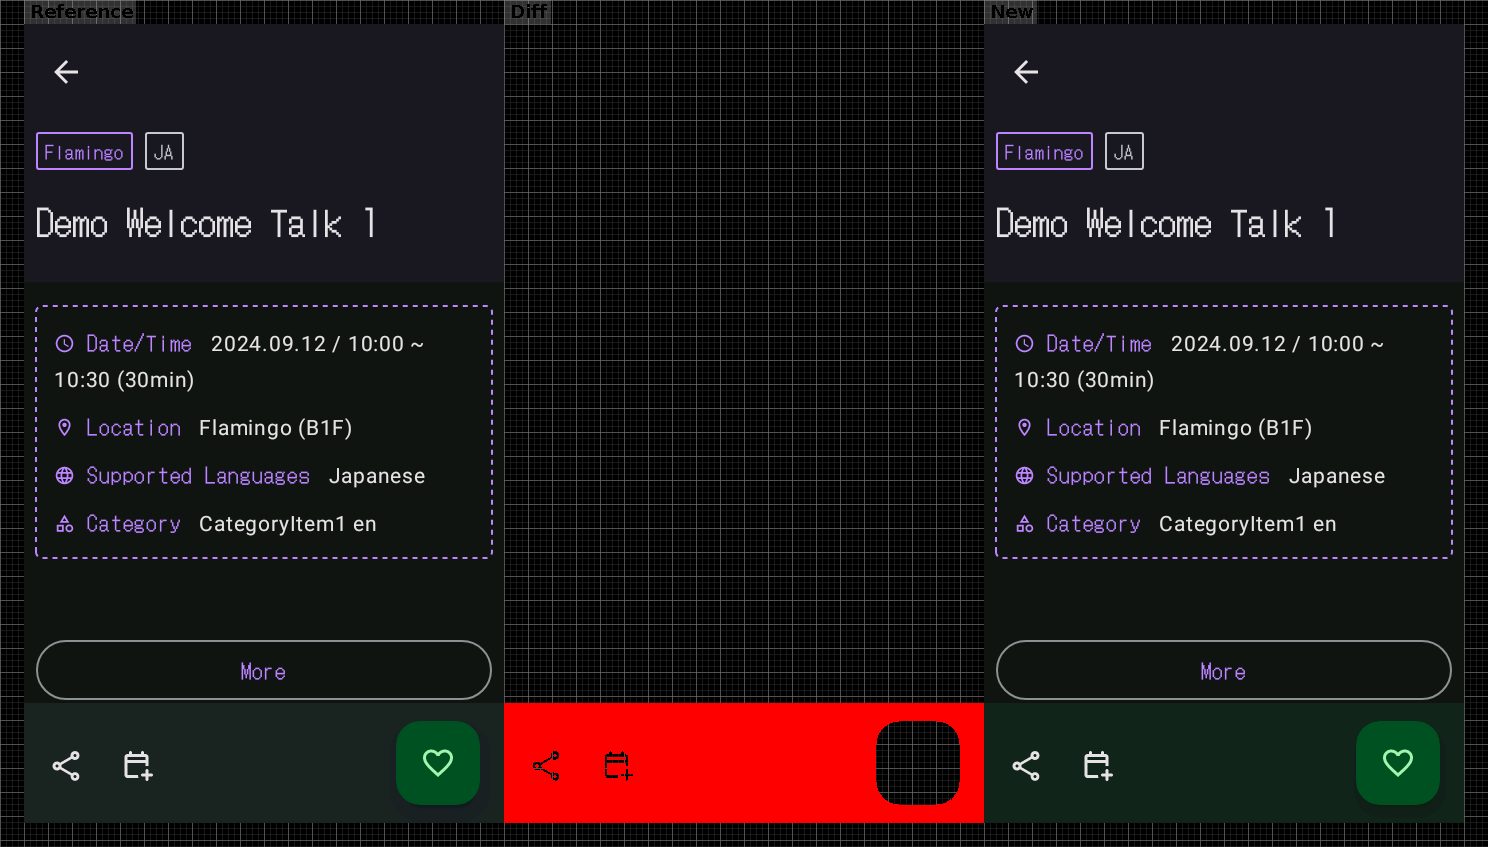 Reference
Diff
New
Flamingo JA
Demo Welcome Talk 1
Date/Time 2024.09.12 / 10:00 ~
10:30 (30min)
Location Flamingo (B1F)
Supported Languages Japanese
Category CategoryItem1 en
More
Flamingo JA
Demo Welcome Talk 1
Date/Time 2024.09.12 / 10:00 ~
10:30 (30min)
Location Flamingo (B1F)
Supported Languages Japanese
Category CategoryItem1 en
More